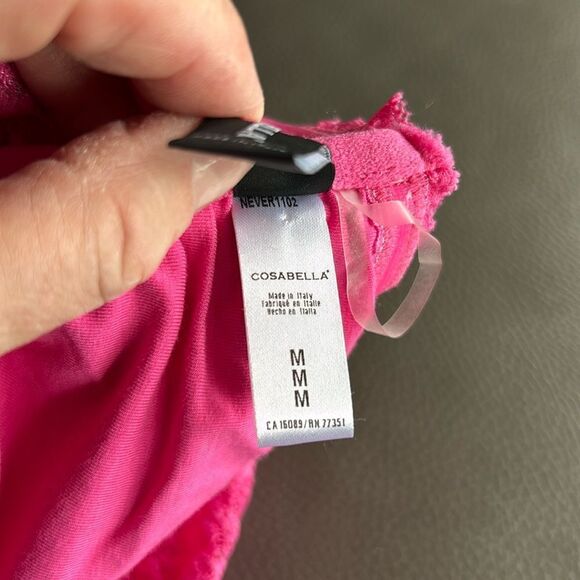 NEVER1102
COSABELLA®
Made in Italy
Fabriqué en Italie
Hecho en Italia
M
M
M
CA 16089/RN 77351